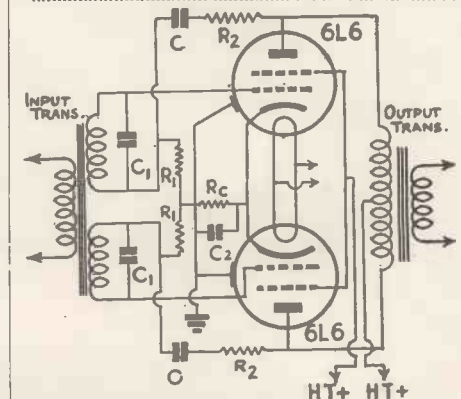 C R2 6L6
INPUT
TRANS.
OUTPUT
TRANS.
C1
R1
RC
R1
C2
C1
6L6
C R2
HT+ HT+